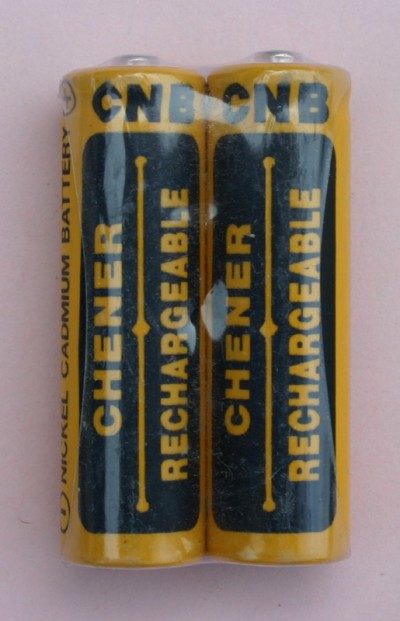 CNB
CHENER
RECHARGEABLE
NICKEL CADMIUM BATTERY
CNB
CHENER
RECHARGEABLE